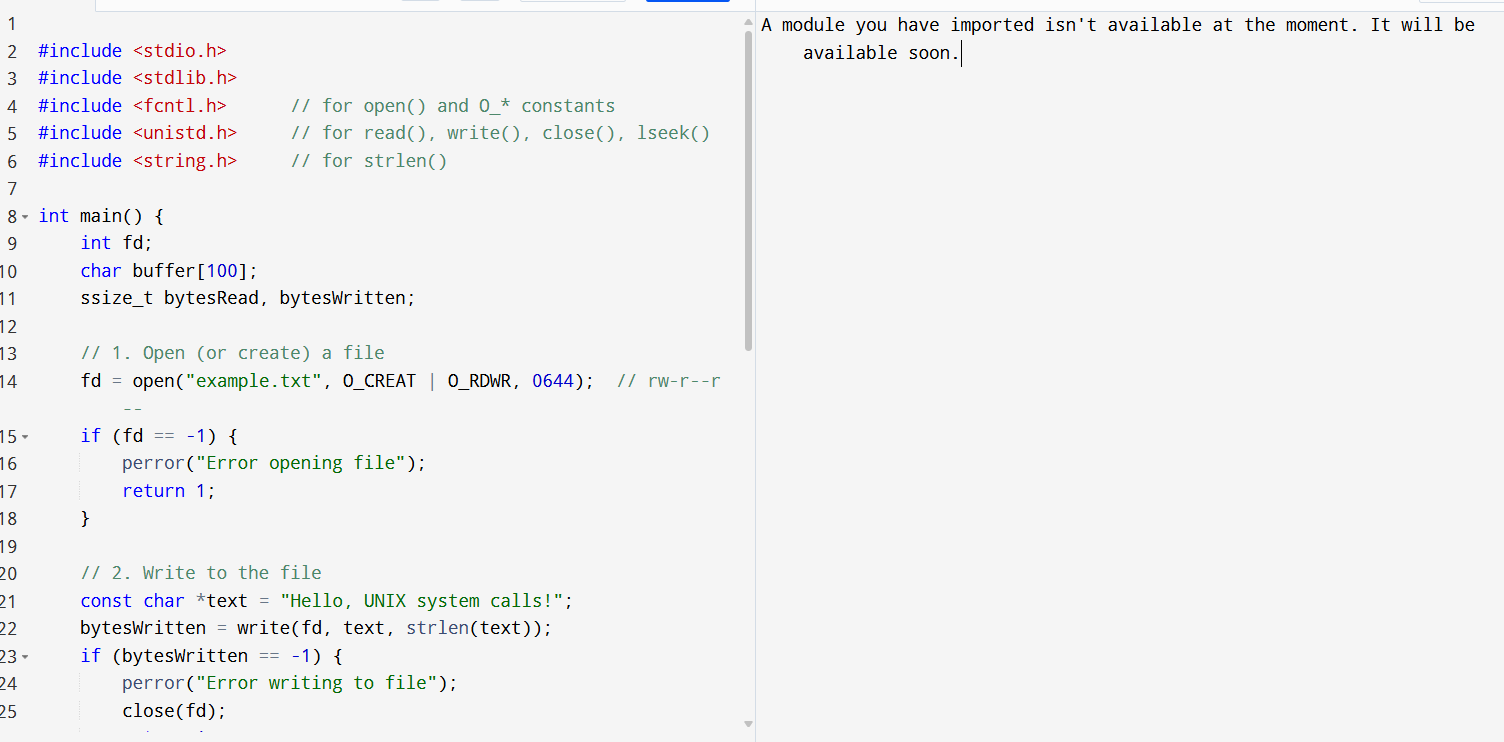 1
2 #include <stdio.h>
3 #include <stdlib.h>
4 #include <fcntl.h>      // for open() and O_* constants
5 #include <unistd.h>     // for read(), write(), close(), lseek()
6 #include <string.h>     // for strlen()
7
8 int main() {
9     int fd;
10     char buffer[100];
11     ssize_t bytesRead, bytesWritten;
12
13     // 1. Open (or create) a file
14     fd = open("example.txt", O_CREAT | O_RDWR, 0644);  // rw-r--r
--
15     if (fd == -1) {
16         perror("Error opening file");
17         return 1;
18     }
19
20     // 2. Write to the file
21     const char *text = "Hello, UNIX system calls!";
22     bytesWritten = write(fd, text, strlen(text));
23     if (bytesWritten == -1) {
24         perror("Error writing to file");
25         close(fd);
A module you have imported isn't available at the moment. It will be
available soon.